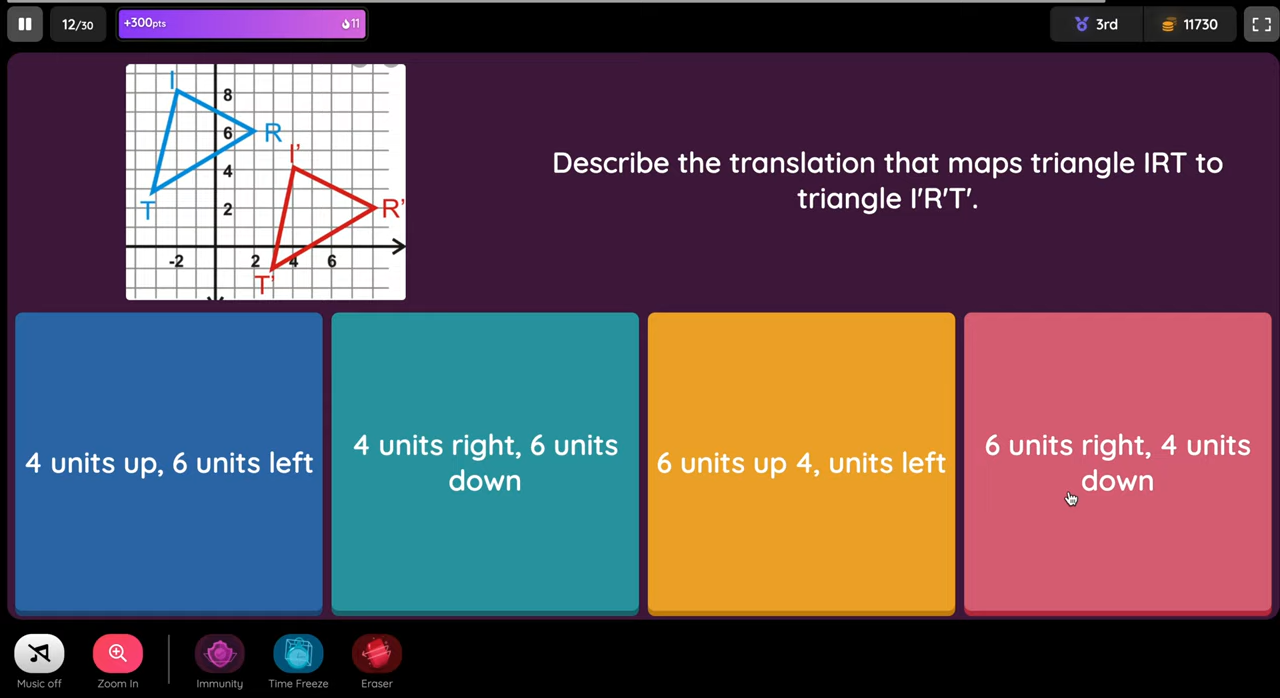 12/30
+300pts
11
3rd
11730
I
8
R
6
I'
4
T
2
R'
-2
2
4
6
T'
Describe the translation that maps triangle IRT to
triangle I'R'T'.
4 units up, 6 units left
4 units right, 6 units
down
6 units up 4, units left
6 units right, 4 units
down
Music off
Zoom In
Immunity
Time Freeze
Eraser